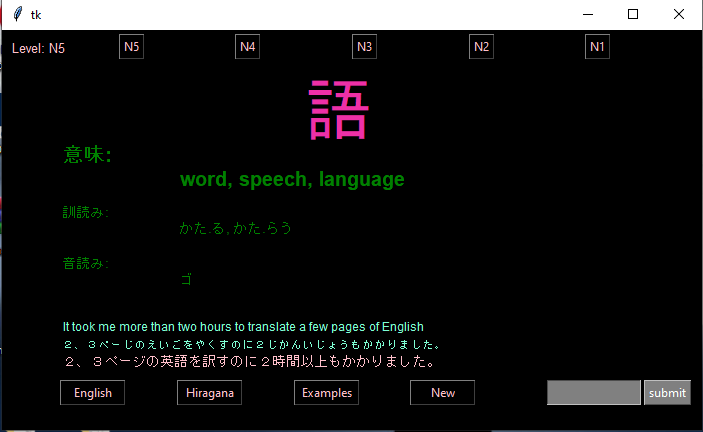 tk
Level: N5 N5 N4 N3 N2 N1
語
意味:
word, speech, language
訓読み:
かた.る,かた.らう
音読み:
ゴ
It took me more than two hours to translate a few pages of English
２、３ぺーじのえいごをやくすのに２じかんいじょうもかかりました。
２、３ページの英語を訳すのに２時間以上もかかりました。
English Hiragana Examples New submit